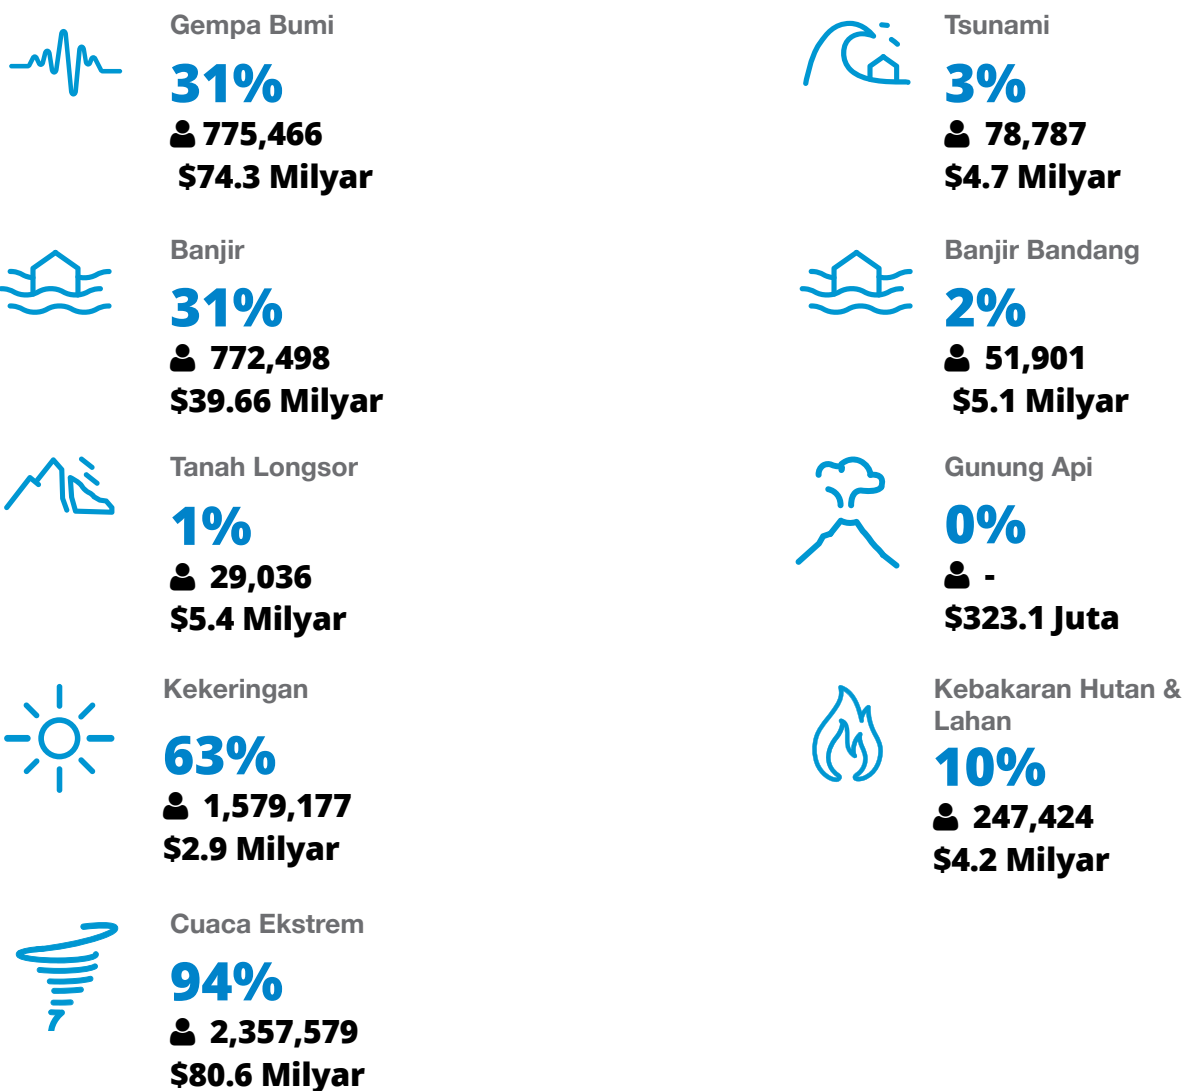 Gempa Bumi
31%
775,466
$74.3 Milyar
Tsunami
3%
78,787
$4.7 Milyar
Banjir
31%
772,498
$39.66 Milyar
Banjir Bandang
2%
51,901
$5.1 Milyar
Tanah Longsor
1%
29,036
$5.4 Milyar
Gunung Api
0%
-
$323.1 Juta
Kekeringan
63%
1,579,177
$2.9 Milyar
Kebakaran Hutan &
Lahan
10%
247,424
$4.2 Milyar
Cuaca Ekstrem
94%
2,357,579
$80.6 Milyar